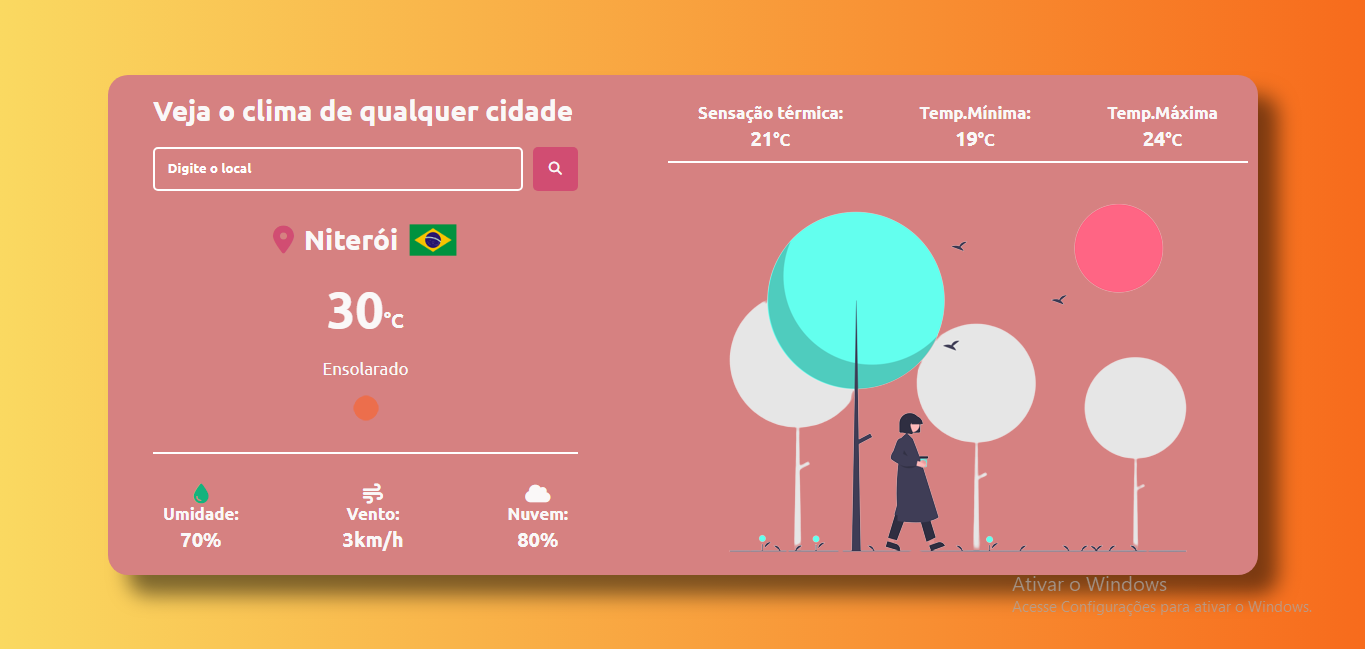 Veja o clima de qualquer cidade
Digite o local
Niterói
30°C
Ensolarado
Umidade:
70%
Vento:
3km/h
Nuvem:
80%
Sensação térmica:
21°C
Temp.Mínima:
19°C
Temp.Máxima
24°C
Ativar o Windows
Acesse Configurações para ativar o Windows.